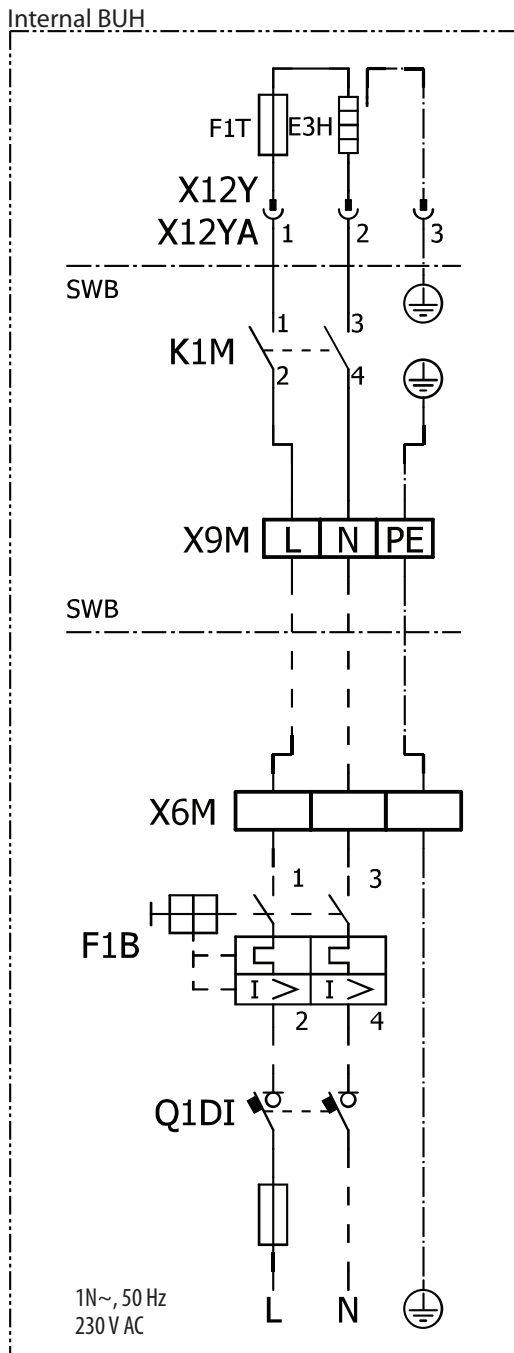 Internal BUH
F1T
E3H
X12Y
X12YA
1
2
3
SWB
K1M
1
3
2
4
X9M
L
N
PE
SWB
X6M
1
3
F1B
I >
I >
2
4
Q1DI
1N~, 50 Hz
230 V AC
L
N